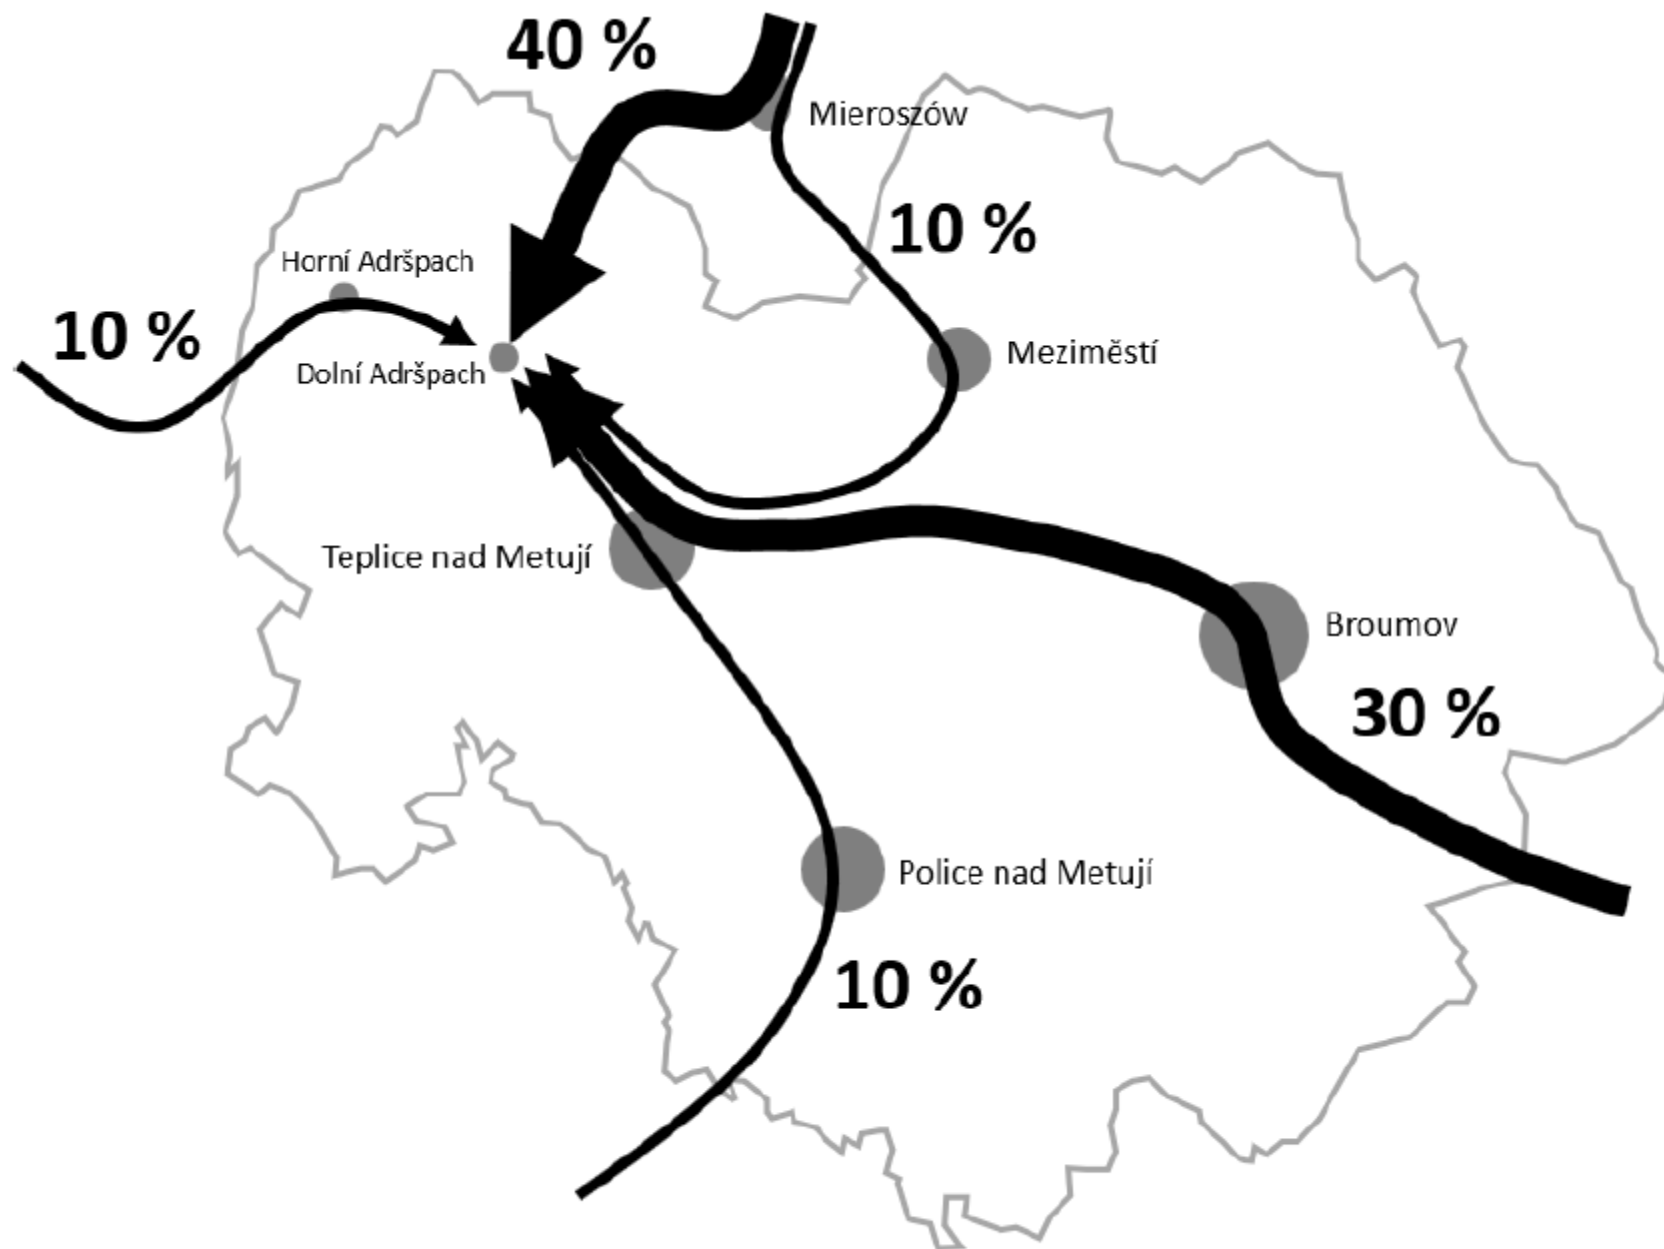 40 %
Mieroszów
10 %
Horní Adršpach
10 %
Dolní Adršpach
Meziměstí
Teplice nad Metují
Broumov
30 %
Police nad Metují
10 %